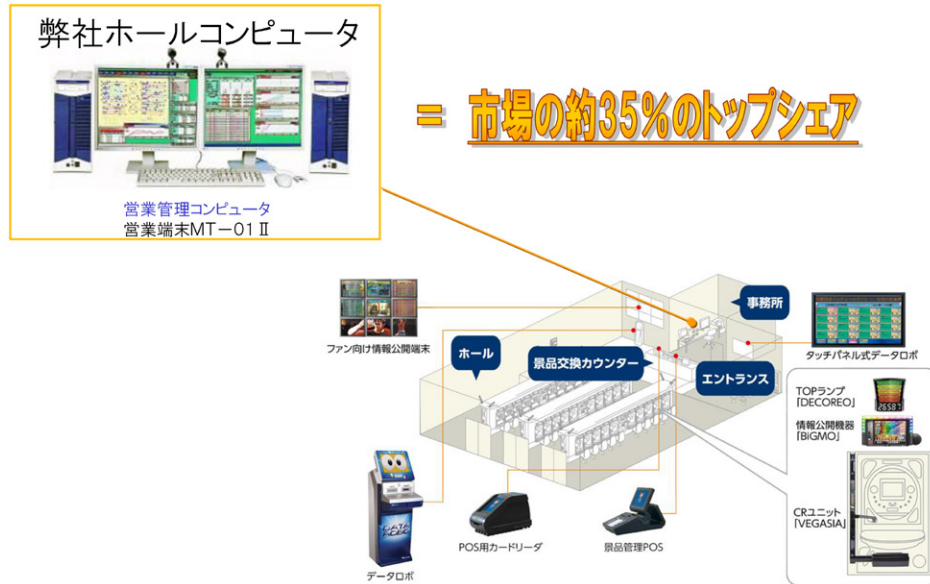 弊社ホールコンピュータ
= 市場の約35%のトップシェア
営業管理コンピュータ
営業端末MT－01Ⅱ
事務所
ファン向け情報公開端末
ホール
景品交換カウンター
エントランス
タッチパネル式データロボ
TOPランプ
「DECOREO」
26587
情報公開機器
「BiGMO」
CRユニット
「VEGASIA」
POS用カードリーダ
景品管理POS
データロボ